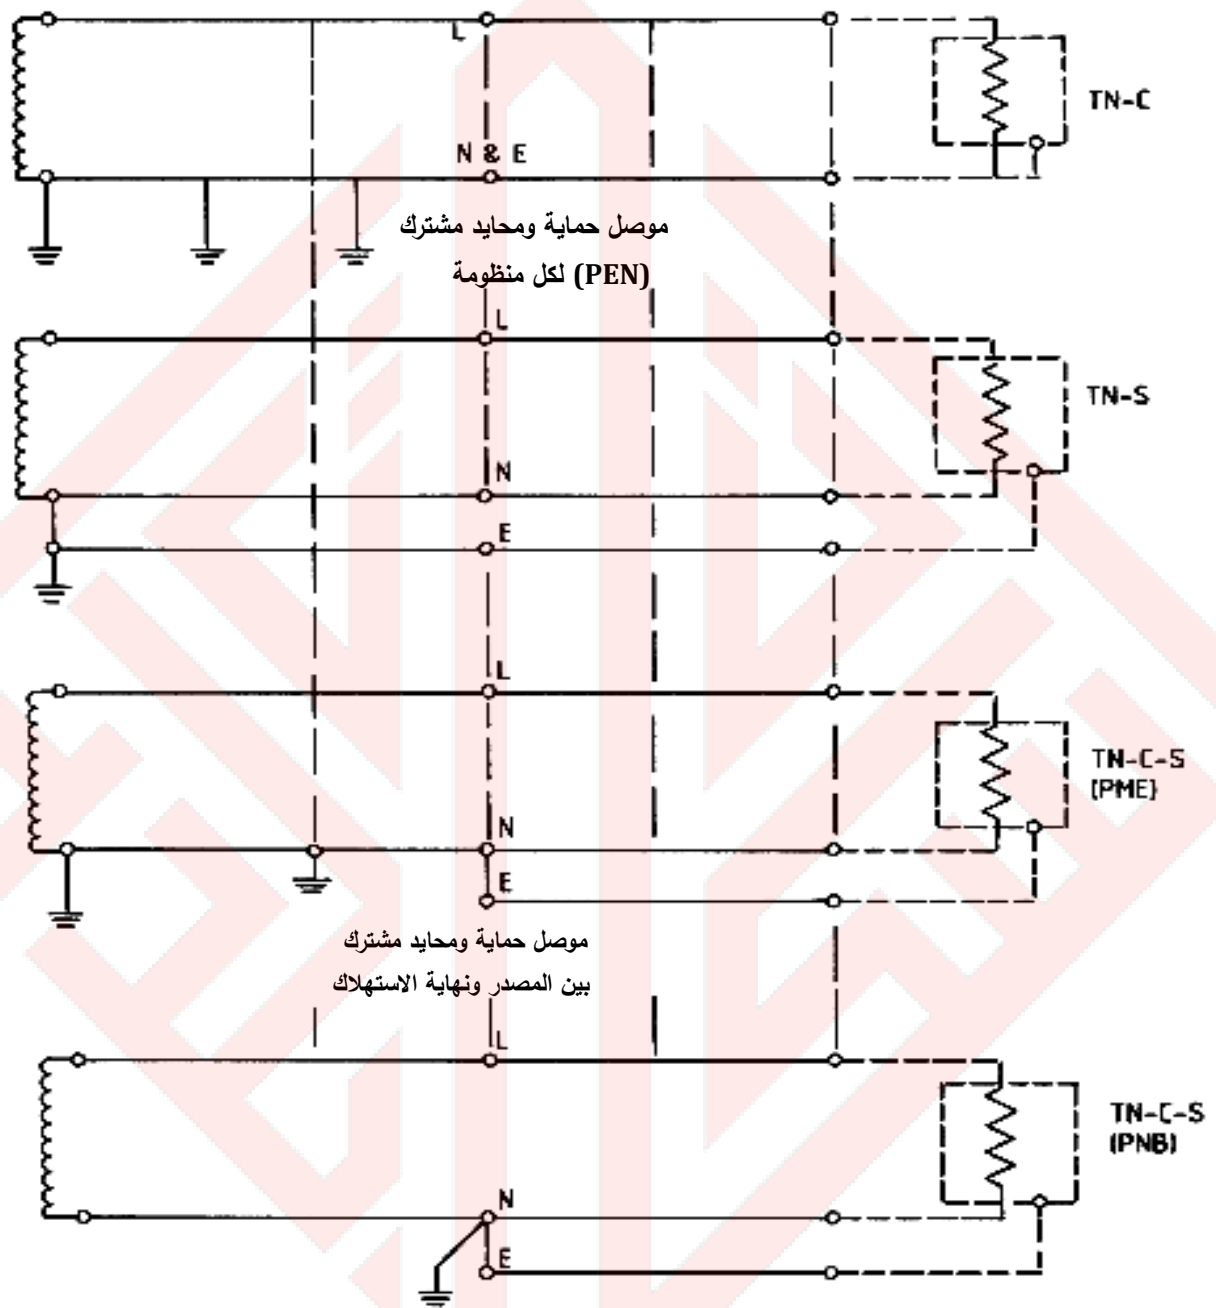 L
TN-C
N & E
موصل حماية ومحايد مشترك
(PEN) لكل منظومة
L
TN-S
N
E
L
TN-C-S
(PME)
N
E
موصل حماية ومحايد مشترك
بين المصدر ونهاية الاستهلاك
L
TN-C-S
(PNB)
N
E